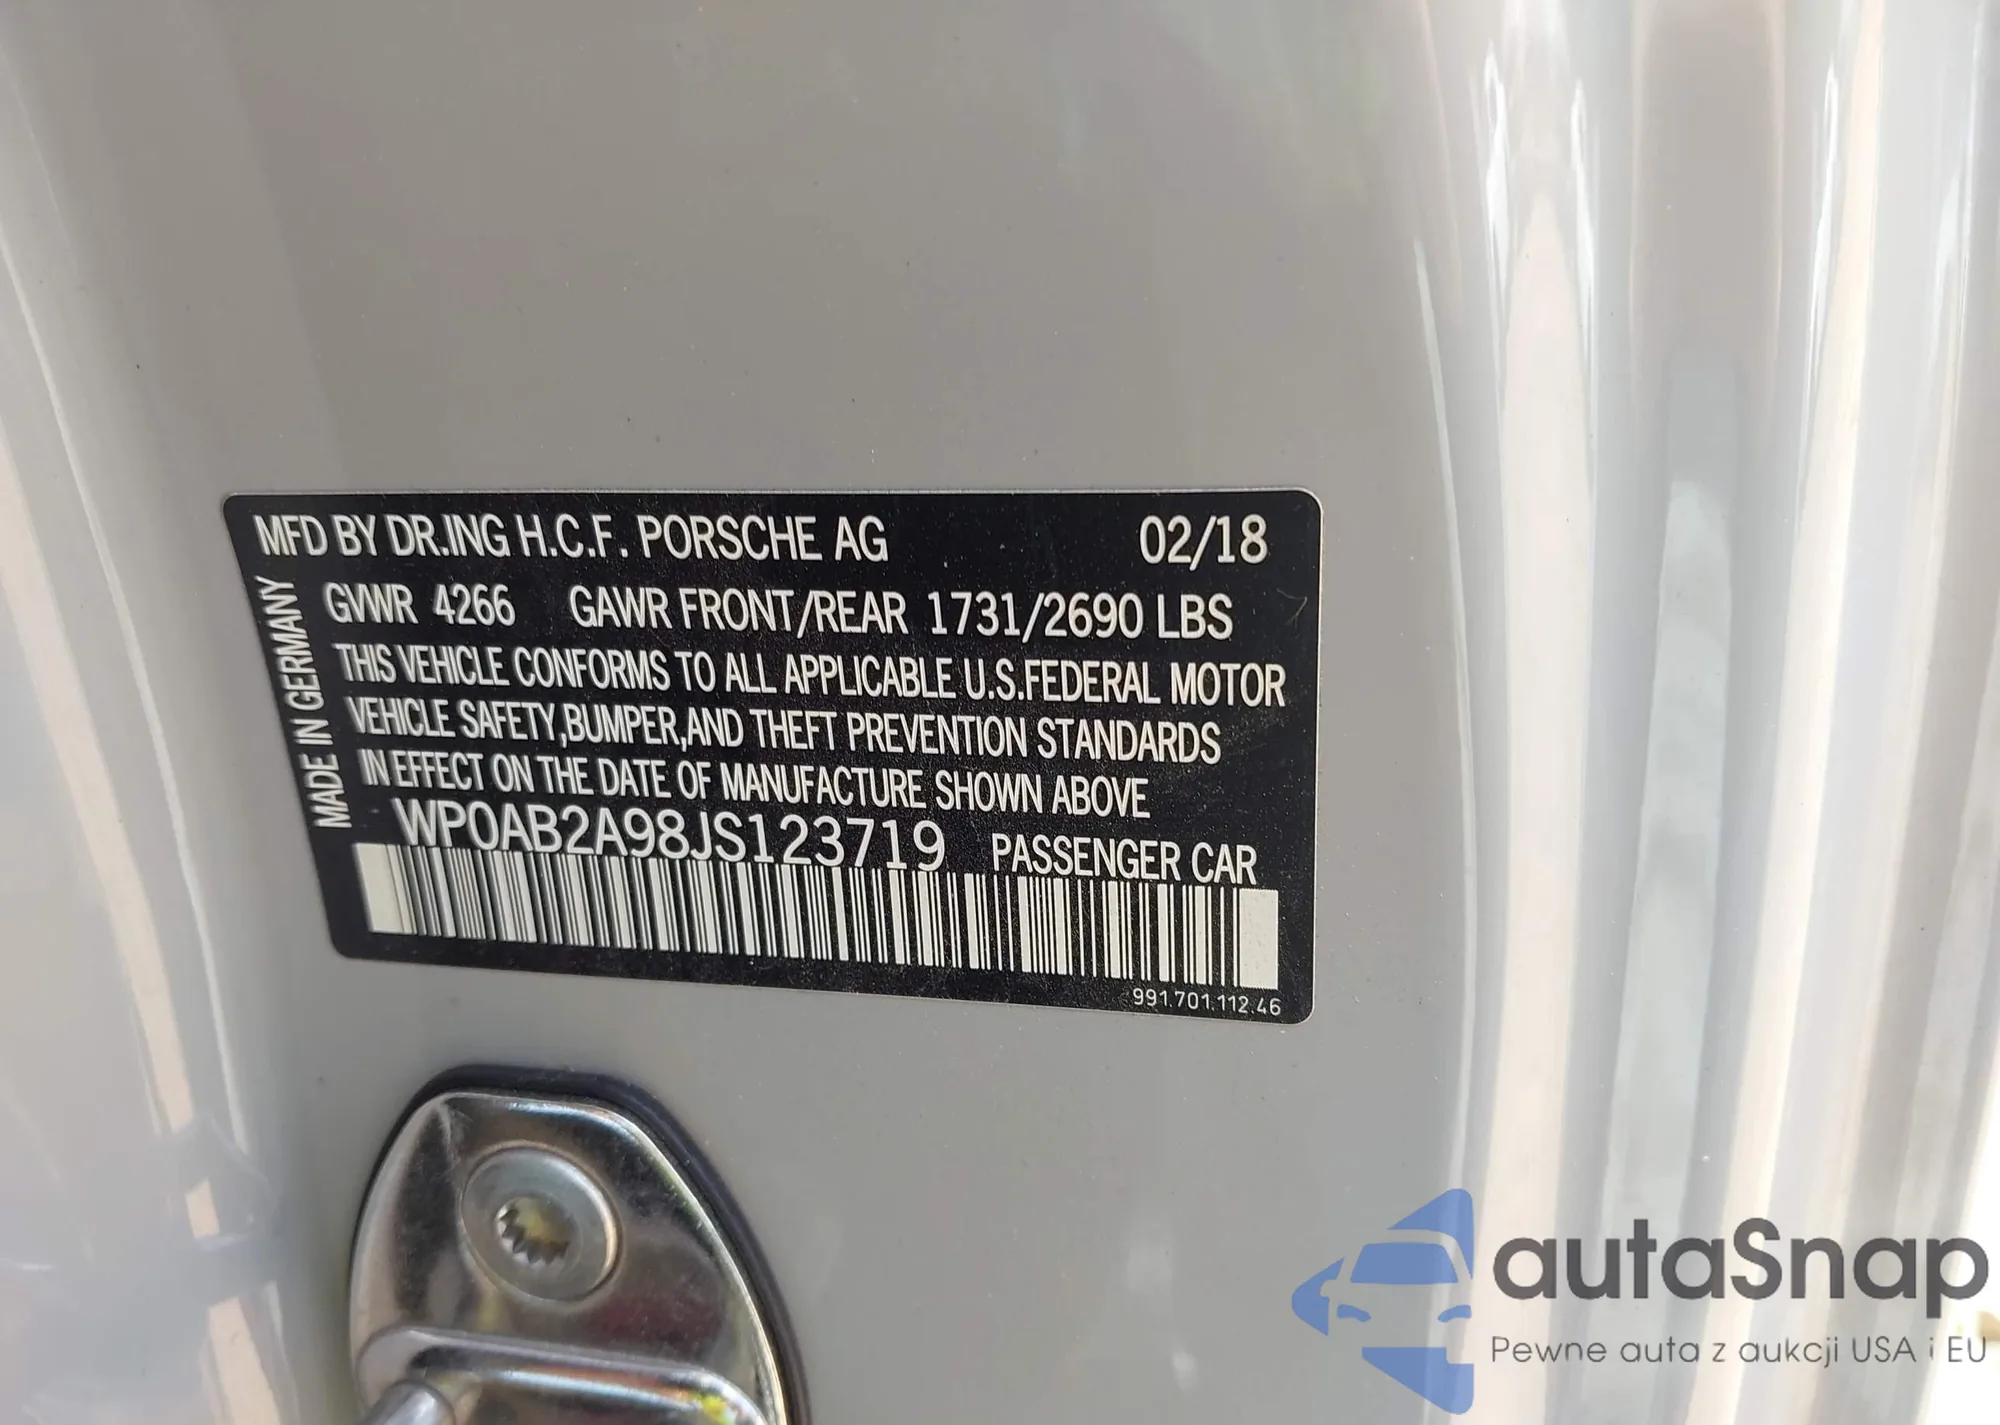 MFD BY DR.ING H.C.F. PORSCHE AG 02/18
GVWR 4266 GAWR FRONT/REAR 1731/2690 LBS
THIS VEHICLE CONFORMS TO ALL APPLICABLE U.S.FEDERAL MOTOR
VEHICLE SAFETY,BUMPER,AND THEFT PREVENTION STANDARDS
IN EFFECT ON THE DATE OF MANUFACTURE SHOWN ABOVE
WP0AB2A98JS123719 PASSENGER CAR
991.701.112.46
MADE IN GERMANY
autaSnap
Pewne auta z aukcji USA i EU